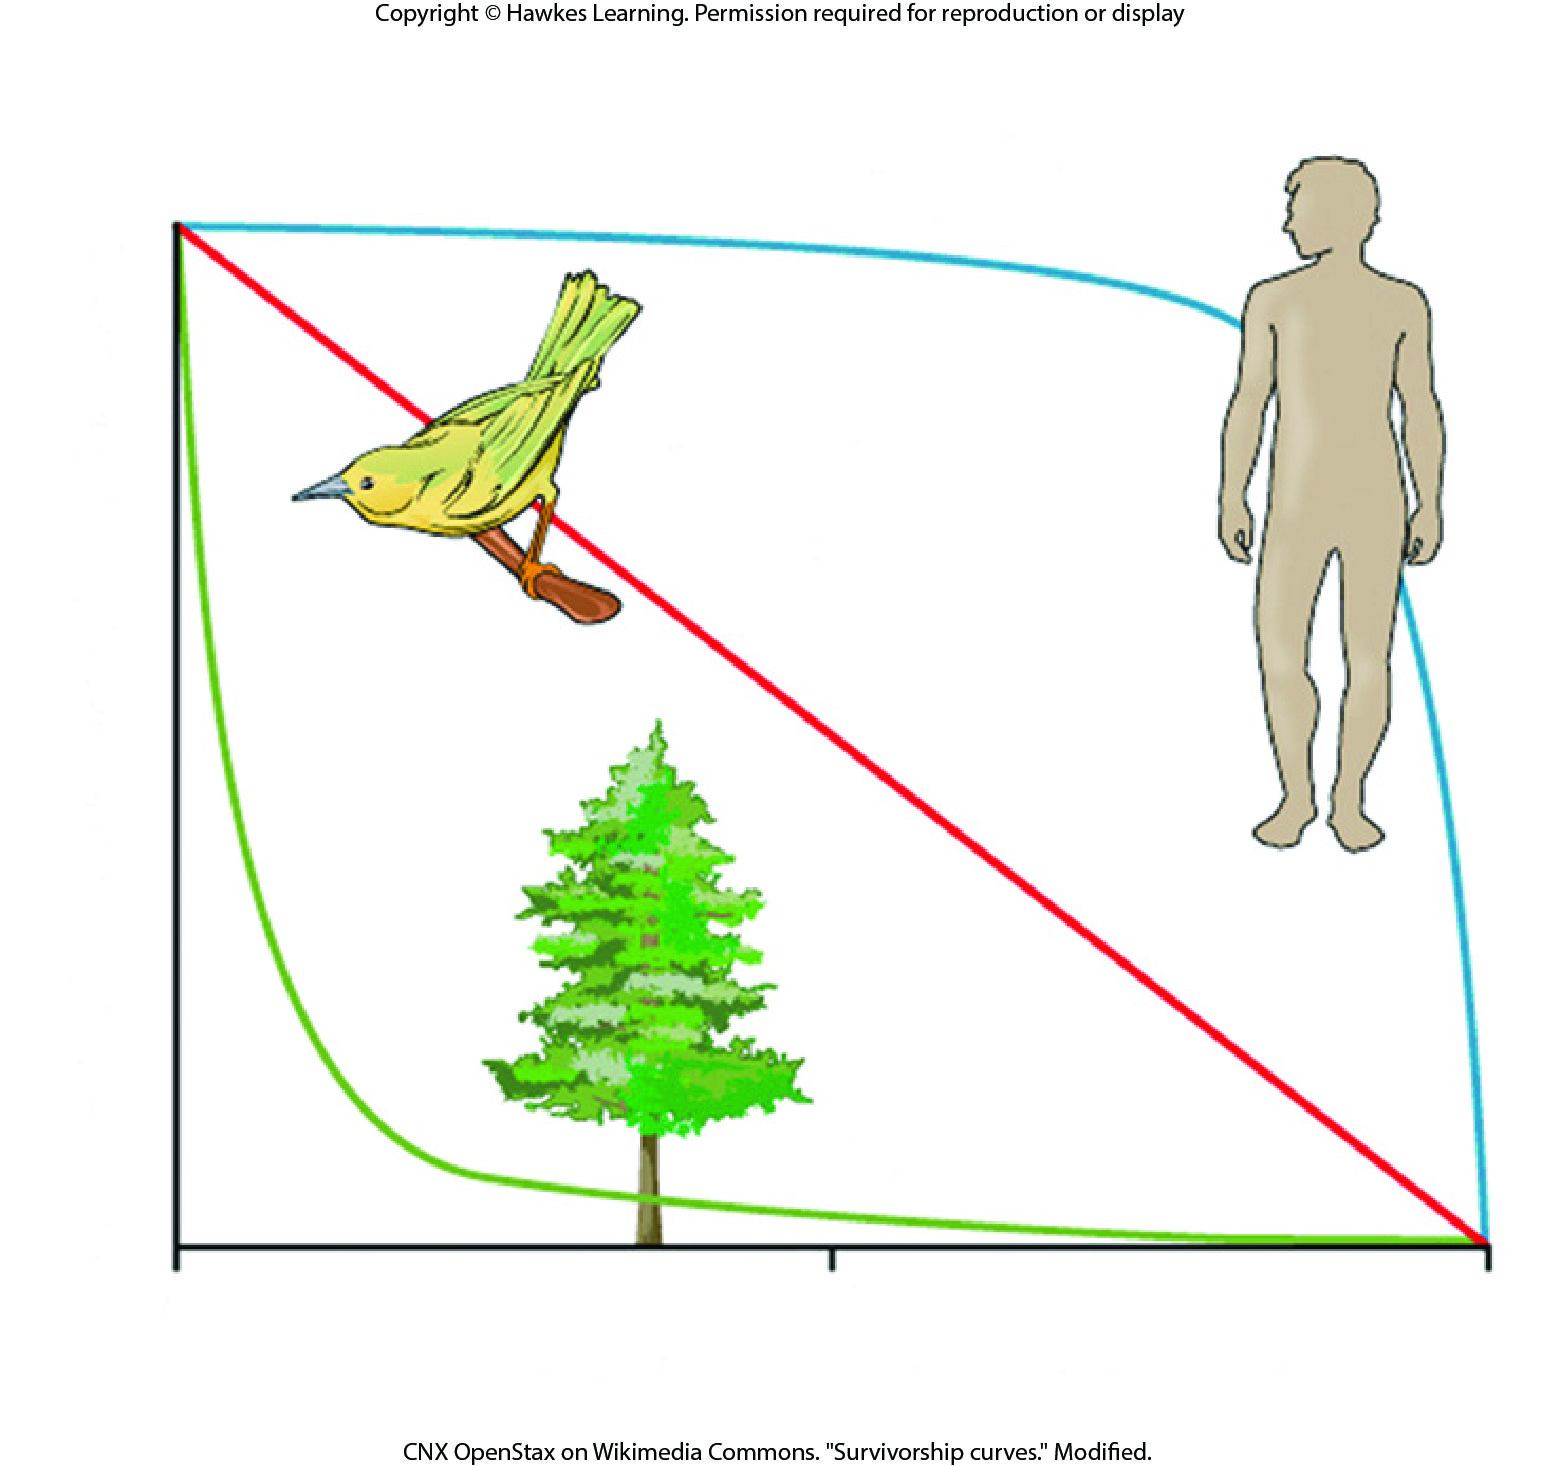 Copyright © Hawkes Learning. Permission required for reproduction or display
CNX OpenStax on Wikimedia Commons. "Survivorship curves." Modified.